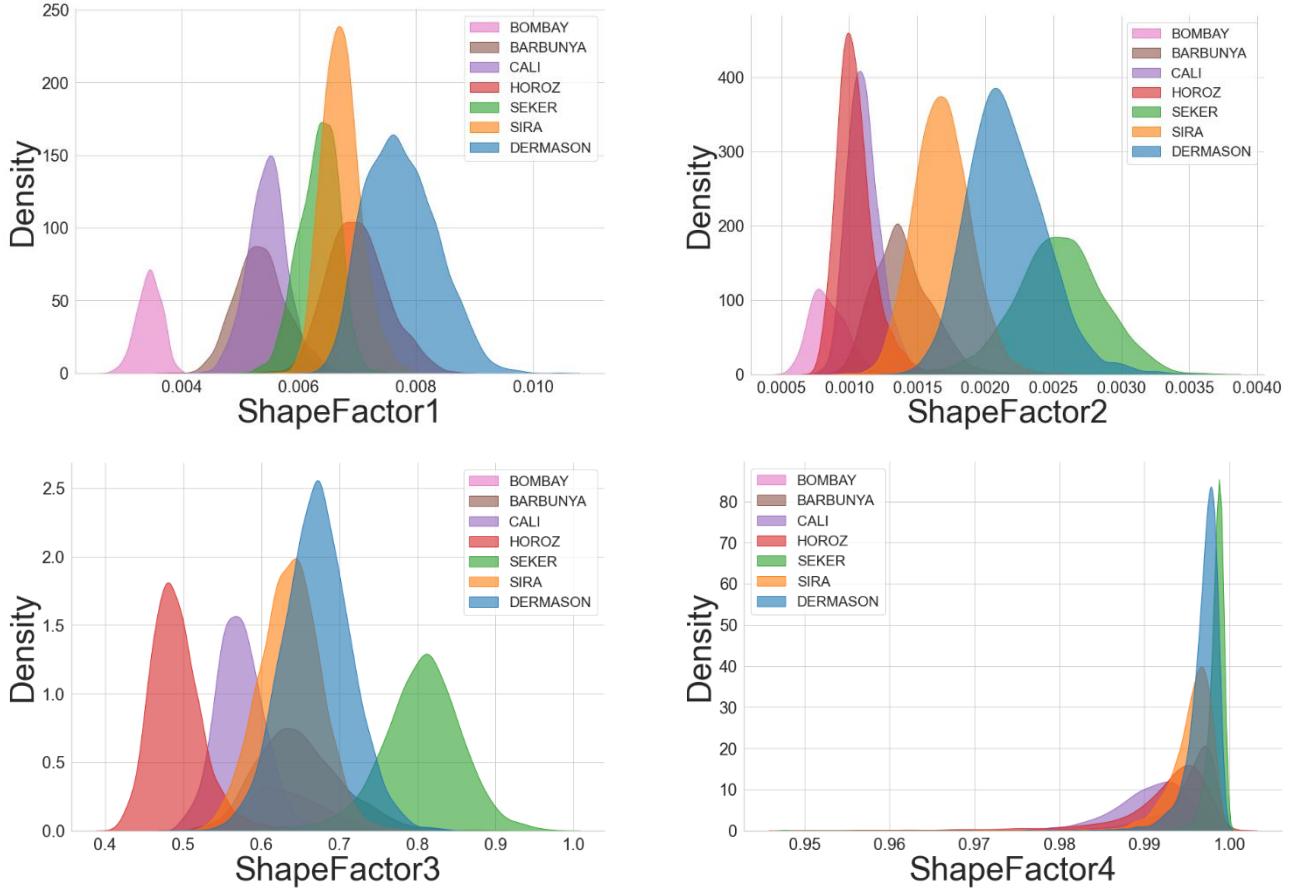 250
200
150
100
50
0
Density
0.004
0.006
0.008
0.010
ShapeFactor1
BOMBAY
BARBUNYA
CALI
HOROZ
SEKER
SIRA
DERMASON
400
300
200
100
0
Density
0.0005
0.0010
0.0015
0.0020
0.0025
0.0030
0.0035
0.0040
ShapeFactor2
BOMBAY
BARBUNYA
CALI
HOROZ
SEKER
SIRA
DERMASON
2.5
2.0
1.5
1.0
0.5
0.0
Density
0.4
0.5
0.6
0.7
0.8
0.9
1.0
ShapeFactor3
BOMBAY
BARBUNYA
CALI
HOROZ
SEKER
SIRA
DERMASON
80
70
60
50
40
30
20
10
0
Density
0.95
0.96
0.97
0.98
0.99
1.00
ShapeFactor4
BOMBAY
BARBUNYA
CALI
HOROZ
SEKER
SIRA
DERMASON